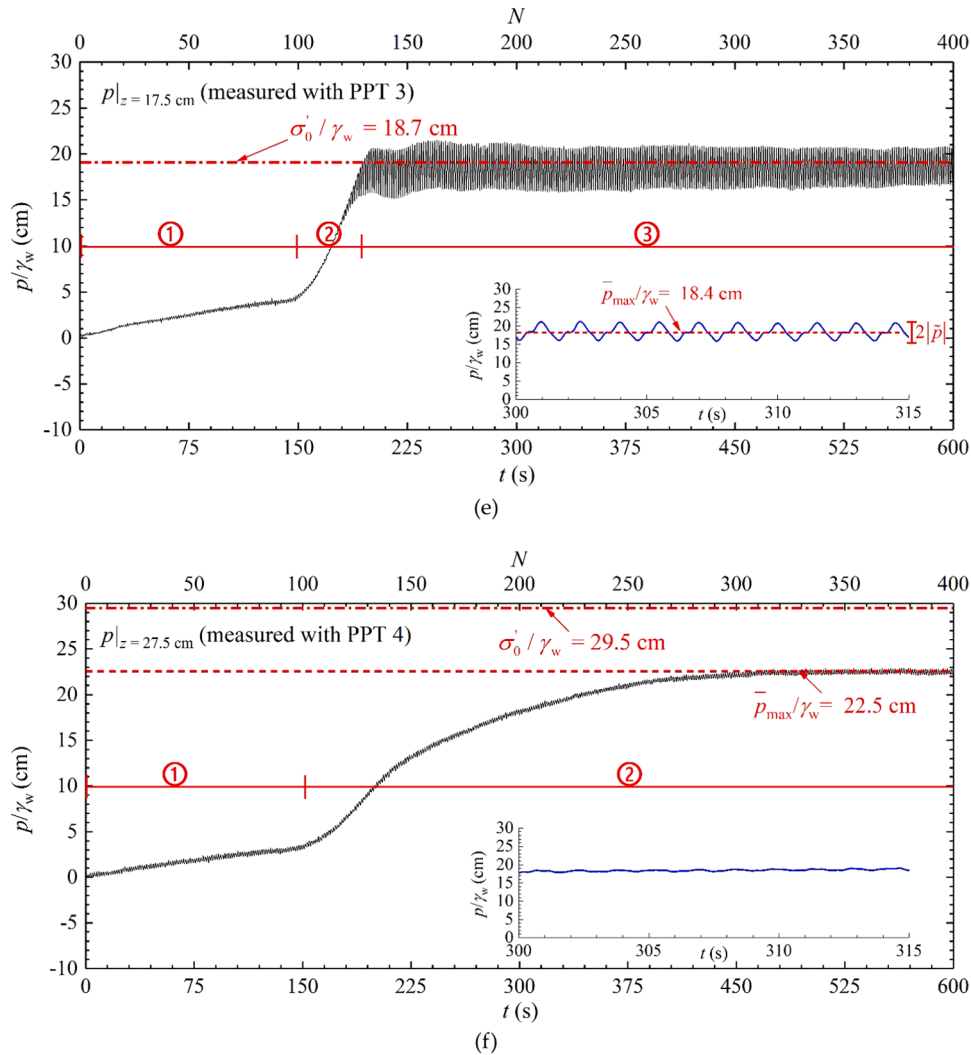 N
0 50 100 150 200 250 300 350 400
30
25
20
15
10
5
0
-5
-10
p/γw (cm)
p|z = 17.5 cm (measured with PPT 3)
σ0' / γw = 18.7 cm
① ② ③
p̄max/γw= 18.4 cm
30
25
20
15
10
5
0
p/γw (cm)
2|p̃|
300 305 310 315
t (s)
0 75 150 225 300 375 450 525 600
t (s)
(e)
N
0 50 100 150 200 250 300 350 400
30
25
20
15
10
5
0
-5
-10
p/γw (cm)
p|z = 27.5 cm (measured with PPT 4)
σ0' / γw = 29.5 cm
p̄max/γw= 22.5 cm
① ②
30
25
20
15
10
5
0
p/γw (cm)
300 305 310 315
t (s)
0 75 150 225 300 375 450 525 600
t (s)
(f)